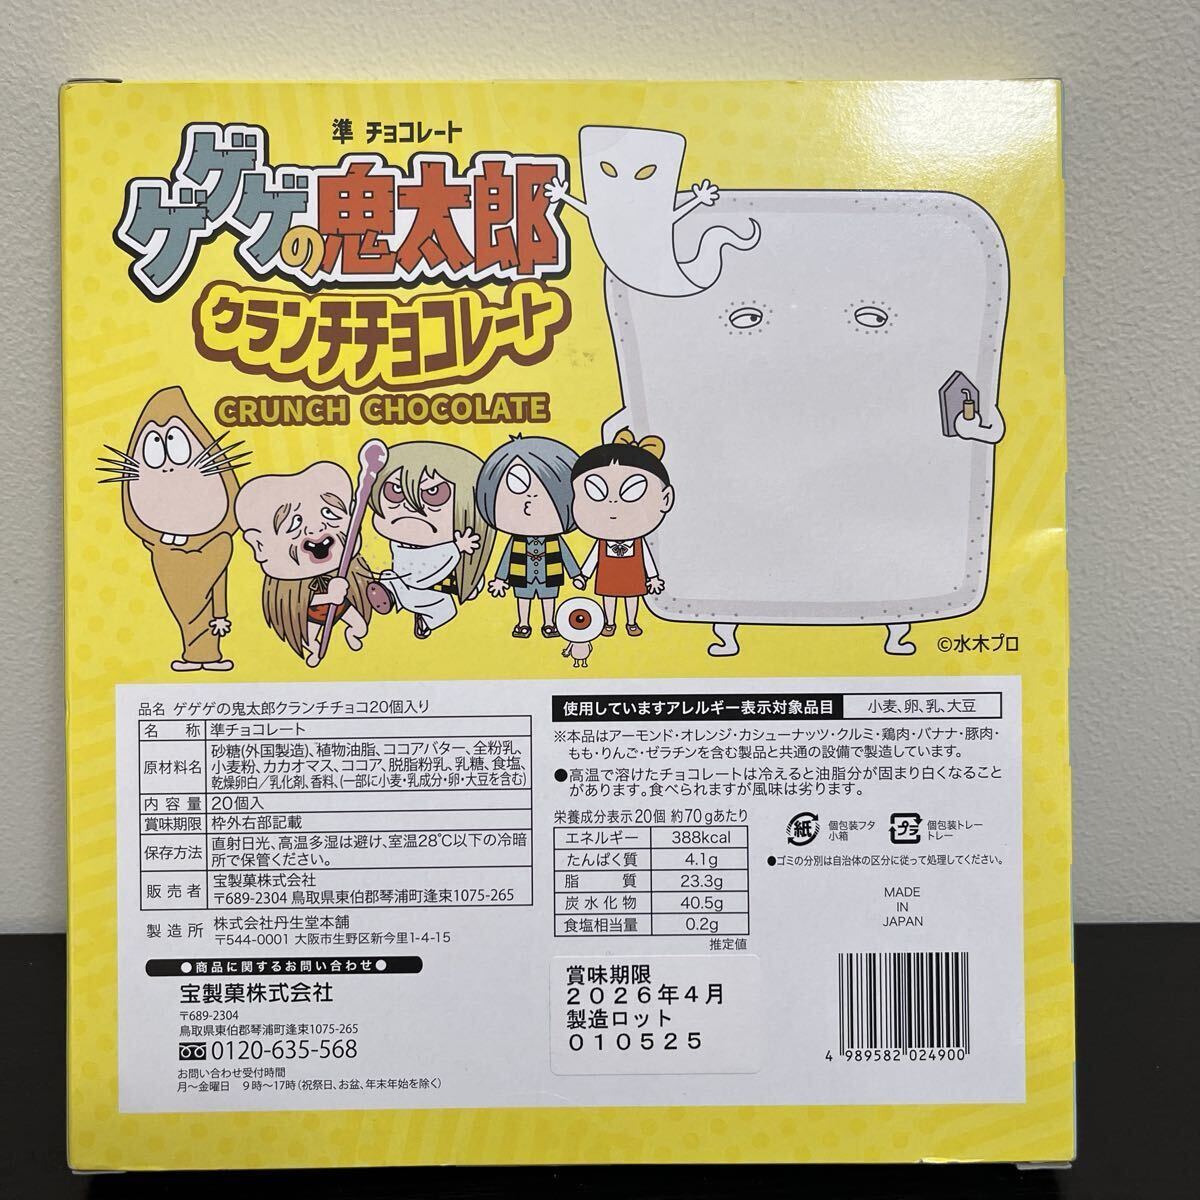 準 チョコレート
ゲゲゲの鬼太郎
クランチチョコレート
CRUNCH CHOCOLATE
©水木プロ
品名 ゲゲゲの鬼太郎クランチチョコ20個入り
名称 準チョコレート
原材料名 砂糖(外国製造)、植物油脂、ココアバター、全粉乳、
小麦粉、カカオマス、ココア、脱脂粉乳、乳糖、食塩、
乾燥卵白/乳化剤、香料、(一部に小麦・乳成分・卵・大豆を含む)
内容量 20個入
賞味期限 枠外右部記載
保存方法 直射日光、高温多湿は避け、室温28℃以下の冷暗
所で保管ください。
販売者 宝製菓株式会社
〒689-2304 鳥取県東伯郡琴浦町逢束1075-265
製造所 株式会社丹生堂本舗
〒544-0001 大阪市生野区新今里1-4-15
●商品に関するお問い合わせ●
宝製菓株式会社
〒689-2304
鳥取県東伯郡琴浦町逢束1075-265
0120-635-568
お問い合わせ受付時間
月～金曜日 9時～17時(祝祭日、お盆、年末年始を除く)
使用していますアレルギー表示対象品目 小麦、卵、乳、大豆
※本品はアーモンド・オレンジ・カシューナッツ・クルミ・鶏肉・バナナ・豚肉・
もも・りんご・ゼラチンを含む製品と共通の設備で製造しています。
●高温で溶けたチョコレートは冷えると油脂分が固まり白くなること
があります。食べられますが風味は劣ります。
栄養成分表示20個 約70gあたり
エネルギー 388kcal
たんぱく質 4.1g
脂質 23.3g
炭水化物 40.5g
食塩相当量 0.2g
推定値
紙 個包装フタ
小箱
プラ 個包装トレー
トレー
●ゴミの分別は自治体の区分に従って処理してください。
MADE
IN
JAPAN
賞味期限
2026年4月
製造ロット
010525
4 989582 024900